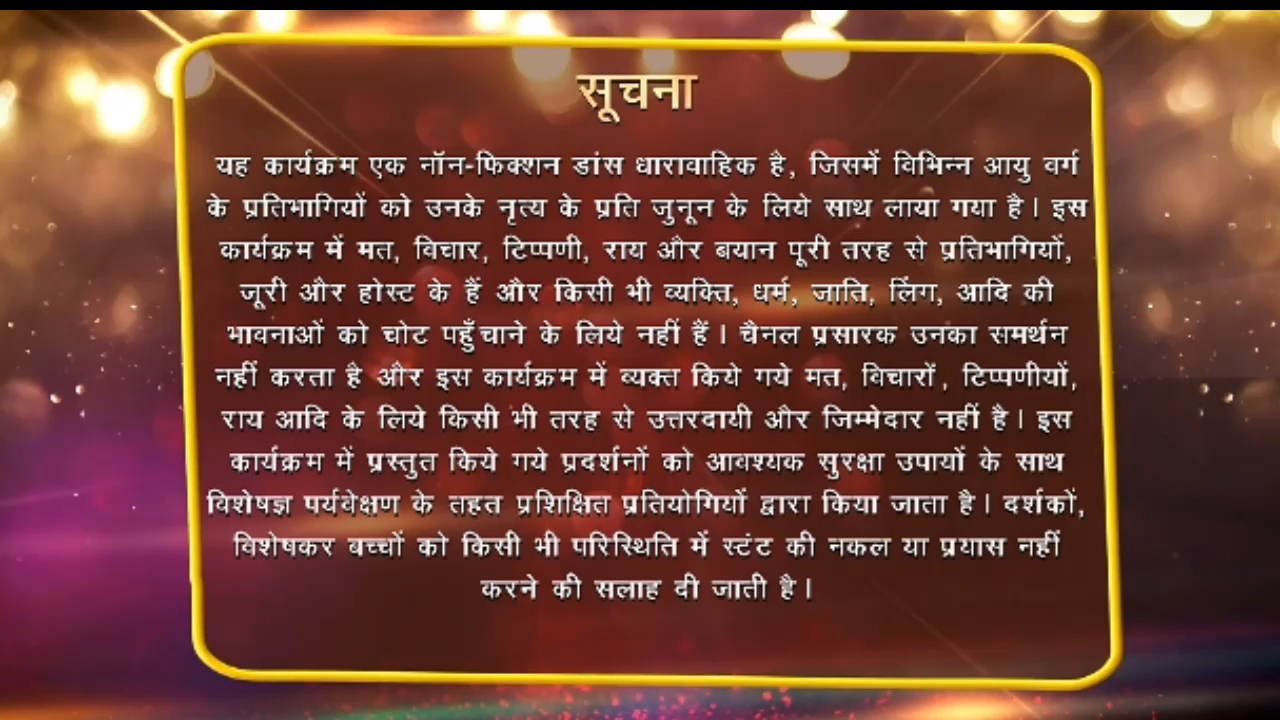 सूचना
यह कार्यक्रम एक नॉन-फिक्शन डांस धारावाहिक है, जिसमें विभिन्न आयु वर्ग
के प्रतिभागियों को उनके नृत्य के प्रति जुनून के लिये साथ लाया गया है। इस
कार्यक्रम में मत, विचार, टिप्पणी, राय और बयान पूरी तरह से प्रतिभागियों,
जूरी और होस्ट के हैं और किसी भी व्यक्ति, धर्म, जाति, लिंग, आदि की
भावनाओं को चोट पहुँचाने के लिये नहीं हैं। चैनल प्रसारक उनका समर्थन
नहीं करता है और इस कार्यक्रम में व्यक्त किये गये मत, विचारों, टिप्पणीयों,
राय आदि के लिये किसी भी तरह से उत्तरदायी और जिम्मेदार नहीं है। इस
कार्यक्रम में प्रस्तुत किये गये प्रदर्शनों को आवश्यक सुरक्षा उपायों के साथ
विशेषज्ञ पर्यवेक्षण के तहत प्रशिक्षित प्रतियोगियों द्वारा किया जाता है। दर्शकों,
विशेषकर बच्चों को किसी भी परिस्थिति में स्टंट की नकल या प्रयास नहीं
करने की सलाह दी जाती है।